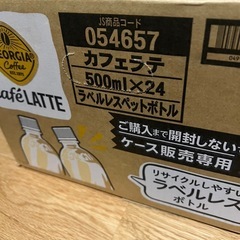 GEORGIA
Coffee
caféLATTE
JS商品コード
054657
カフェラテ
500ml×24
ラベルレスペットボトル
ご購入まで開封しない
ケース販売専用
リサイクルしやすい
ラベルレス
ボトル